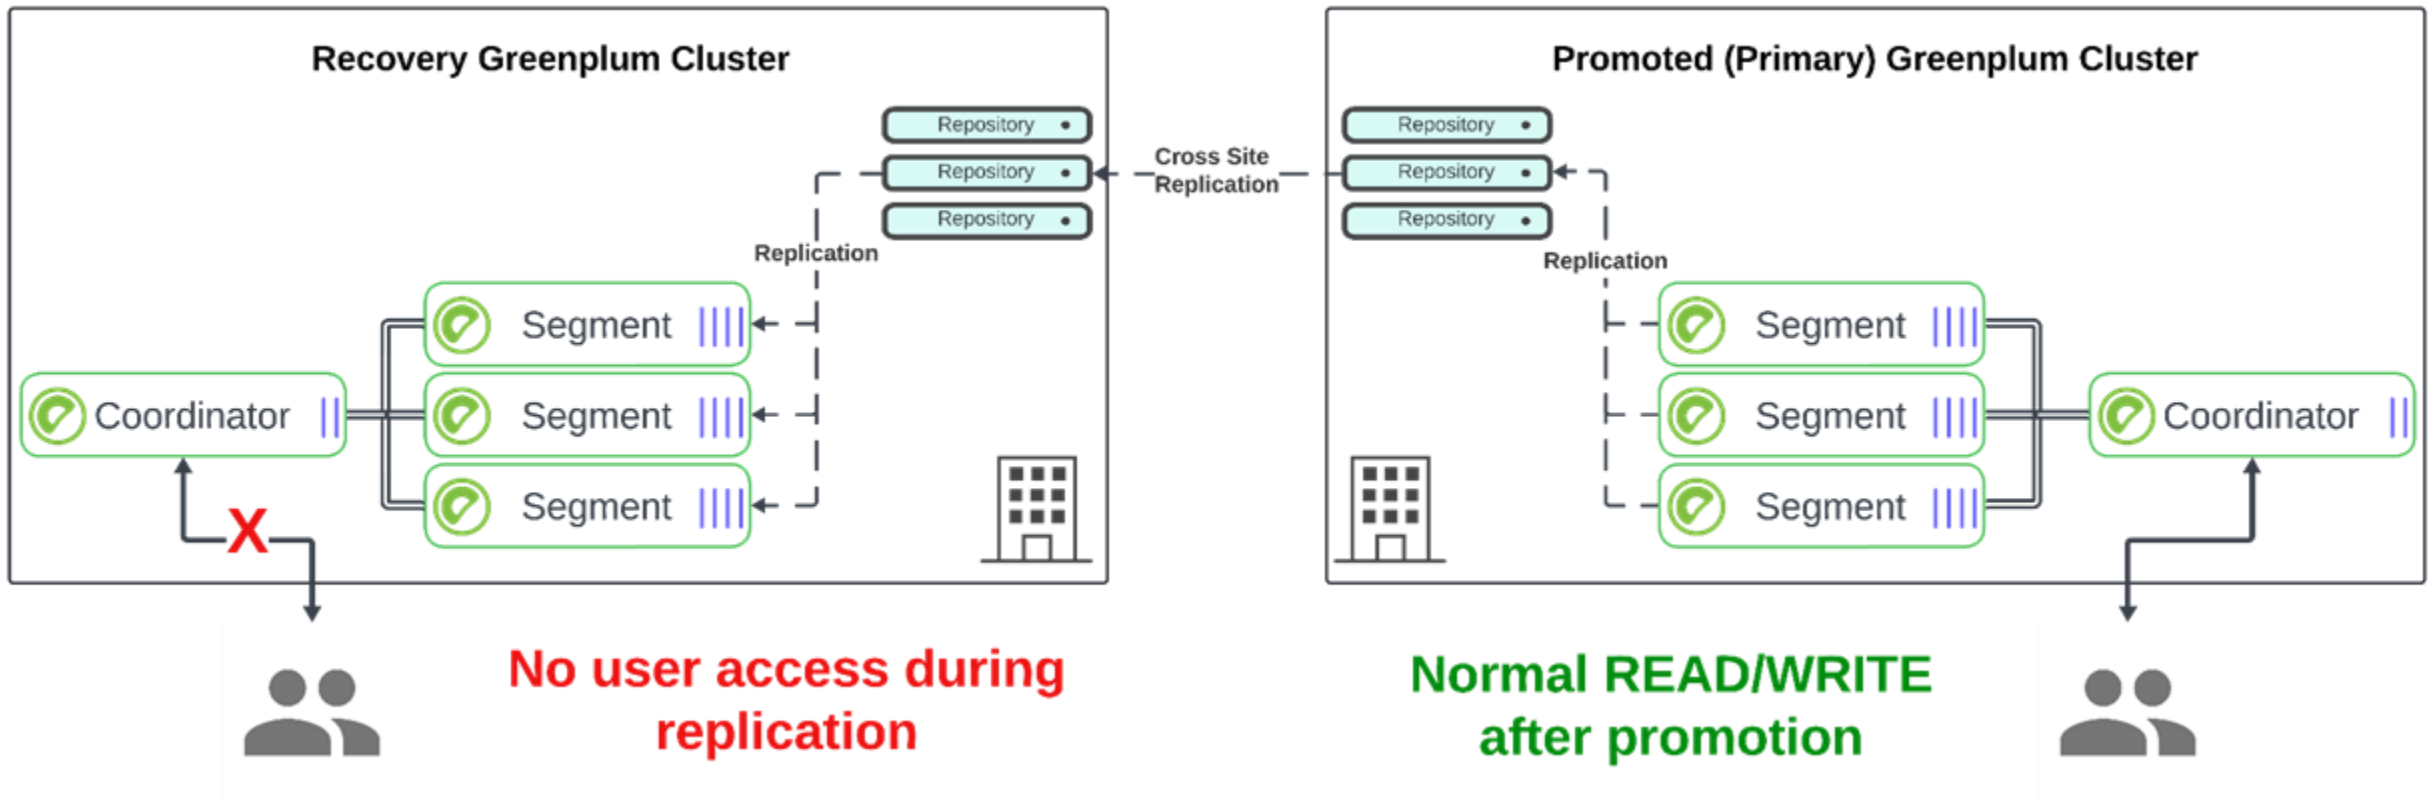 Recovery Greenplum Cluster
Repository
Repository
Repository
Replication
Segment
Segment
Segment
Coordinator
X
No user access during
replication
Cross Site
Replication
Promoted (Primary) Greenplum Cluster
Repository
Repository
Repository
Replication
Segment
Segment
Segment
Coordinator
Normal READ/WRITE
after promotion